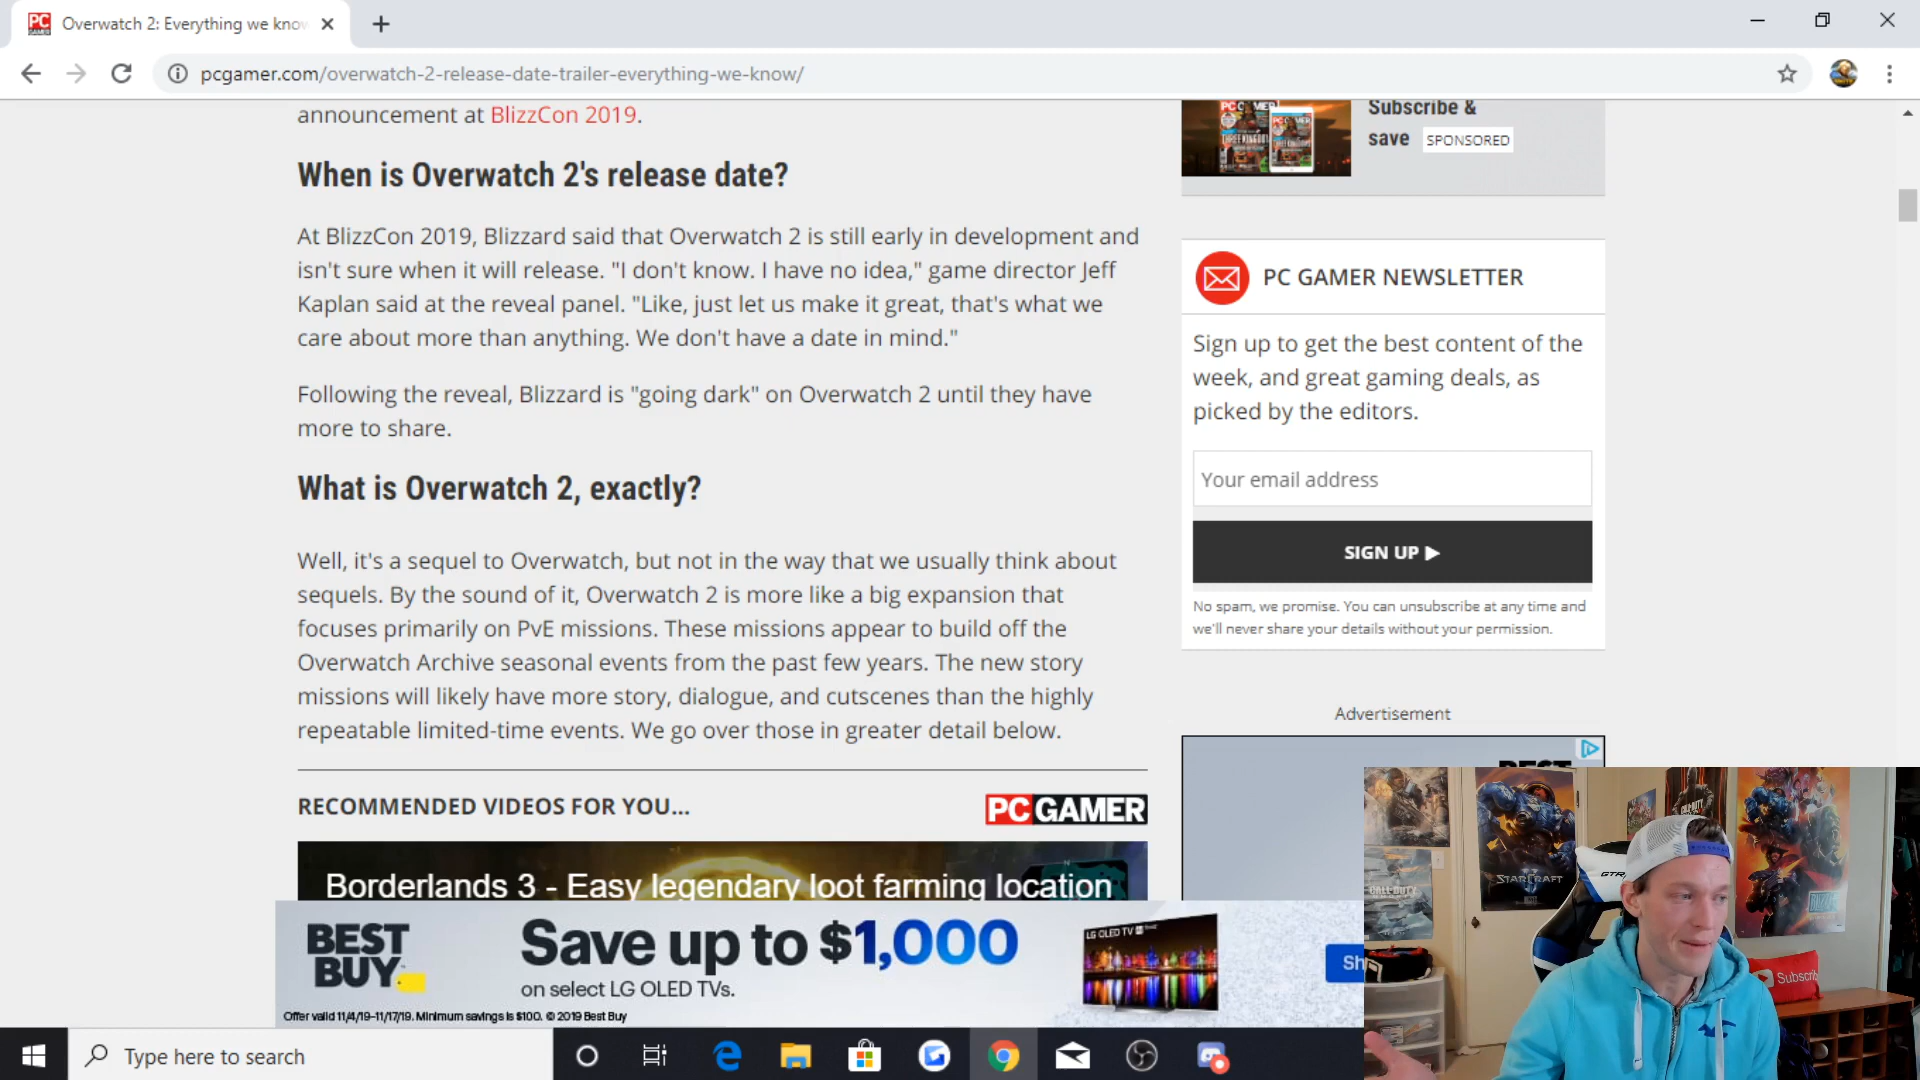 PC GAMER
Overwatch 2: Everything we know
pcgamer.com/overwatch-2-release-date-trailer-everything-we-know/
announcement at BlizzCon 2019.
When is Overwatch 2's release date?
At BlizzCon 2019, Blizzard said that Overwatch 2 is still early in development and
isn't sure when it will release. "I don't know. I have no idea," game director Jeff
Kaplan said at the reveal panel. "Like, just let us make it great, that's what we
care about more than anything. We don't have a date in mind."
Following the reveal, Blizzard is "going dark" on Overwatch 2 until they have
more to share.
What is Overwatch 2, exactly?
Well, it's a sequel to Overwatch, but not in the way that we usually think about
sequels. By the sound of it, Overwatch 2 is more like a big expansion that
focuses primarily on PvE missions. These missions appear to build off the
Overwatch Archive seasonal events from the past few years. The new story
missions will likely have more story, dialogue, and cutscenes than the highly
repeatable limited-time events. We go over those in greater detail below.
RECOMMENDED VIDEOS FOR YOU...
PC GAMER
Borderlands 3 - Easy legendary loot farming location
Subscribe &
save SPONSORED
PC GAMER NEWSLETTER
Sign up to get the best content of the
week, and great gaming deals, as
picked by the editors.
Your email address
SIGN UP ▶
No spam, we promise. You can unsubscribe at any time and
we'll never share your details without your permission.
Advertisement
BEST
BEST
BUY
Save up to $1,000
on select LG OLED TVs.
Offer valid 11/4/19–11/17/19. Minimum savings is $100. © 2019 Best Buy
LG OLED TV
Sh
STARCRAFT
CALL OF DUTY
GTR
Subscri
Type here to search